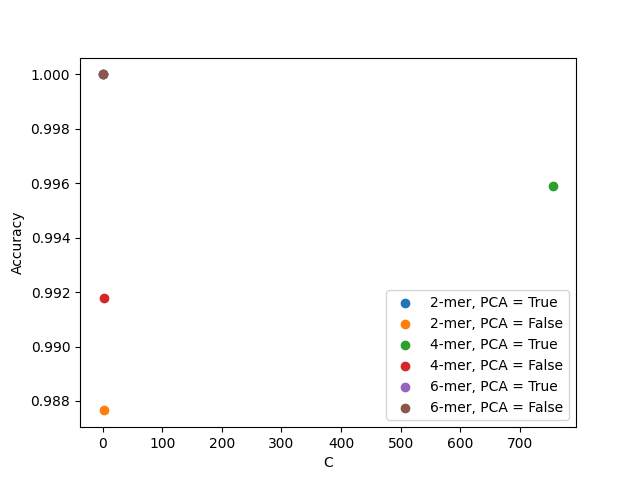 1.000
0.998
0.996
0.994
0.992
0.990
0.988
Accuracy
2-mer, PCA = True
2-mer, PCA = False
4-mer, PCA = True
4-mer, PCA = False
6-mer, PCA = True
6-mer, PCA = False
0 100 200 300 400 500 600 700
C